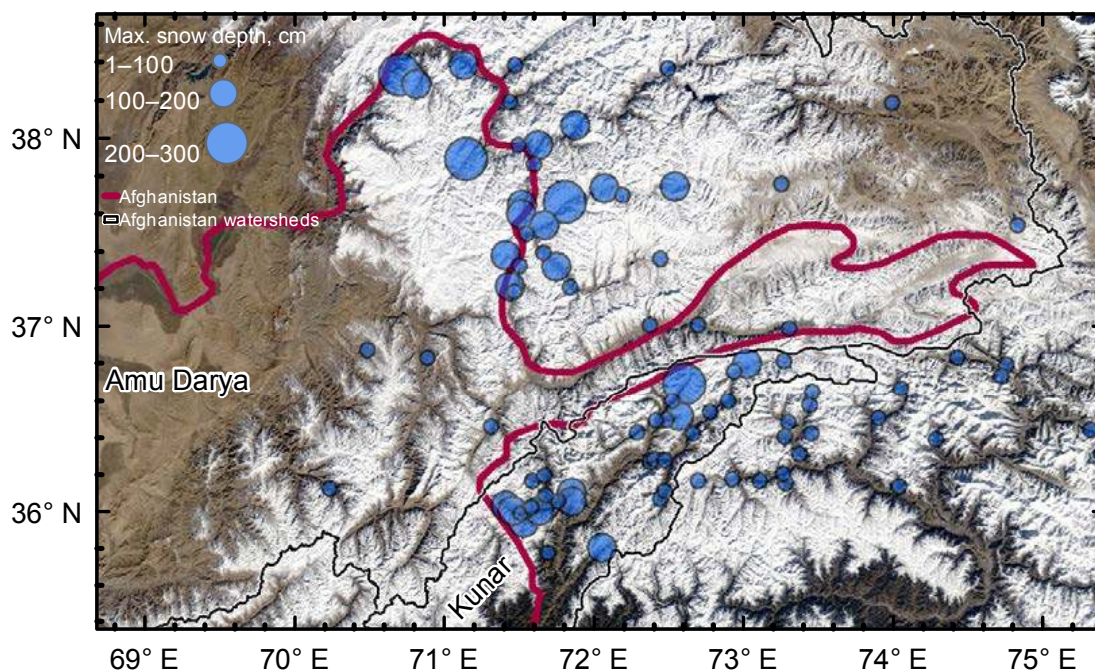 Max. snow depth, cm
1–100
100–200
200–300
Afghanistan
Afghanistan watersheds
38° N
37° N
Amu Darya
36° N
Kunar
69° E 70° E 71° E 72° E 73° E 74° E 75° E